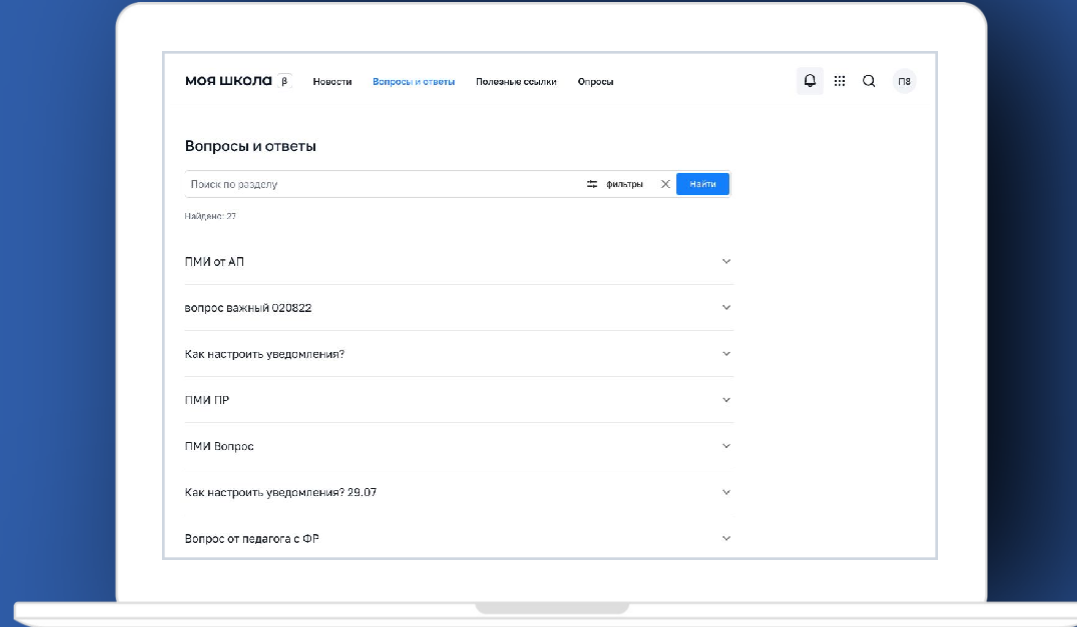 МОЯ ШКОЛА β Новости Вопросы и ответы Полезные ссылки Опросы ПВ
Вопросы и ответы
Поиск по разделу фильтры Найти
Найдено: 27
ПМИ от АП
вопрос важный 020822
Как настроить уведомления?
ПМИ ПР
ПМИ Вопрос
Как настроить уведомления? 29.07
Вопрос от педагога с ФР